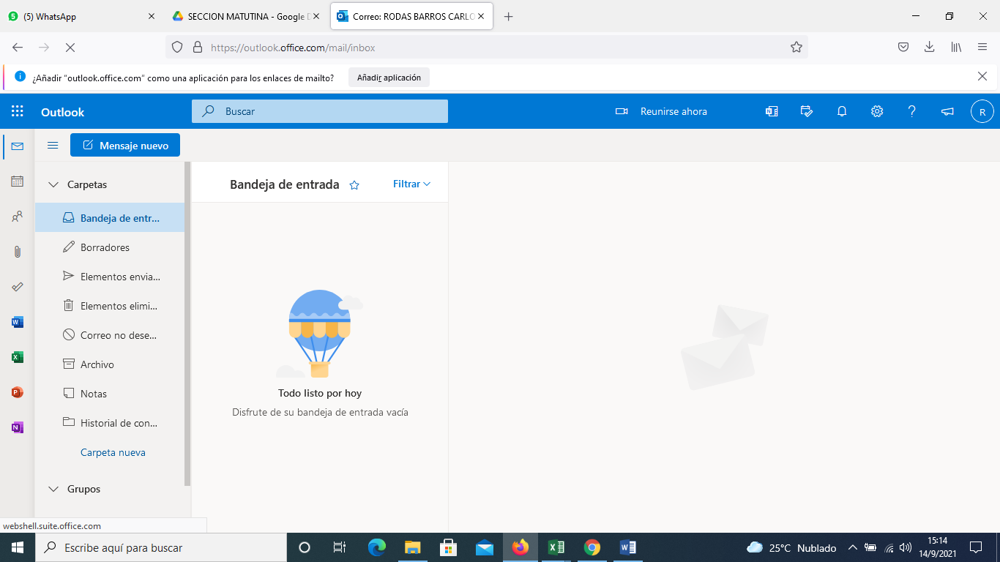 (5) WhatsApp
SECCION MATUTINA - Google D
Correo: RODAS BARROS CARLO
https://outlook.office.com/mail/inbox
¿Añadir “outlook.office.com” como una aplicación para los enlaces de mailto?
Añadir aplicación
Outlook
Buscar
Reunirse ahora
R
Mensaje nuevo
Carpetas
Bandeja de entr...
Borradores
Elementos envia...
Elementos elimi...
Correo no dese...
Archivo
Notas
Historial de con...
Carpeta nueva
Grupos
Bandeja de entrada
Filtrar
Todo listo por hoy
Disfrute de su bandeja de entrada vacía
webshell.suite.office.com
Escribe aquí para buscar
25°C Nublado
15:14
14/9/2021